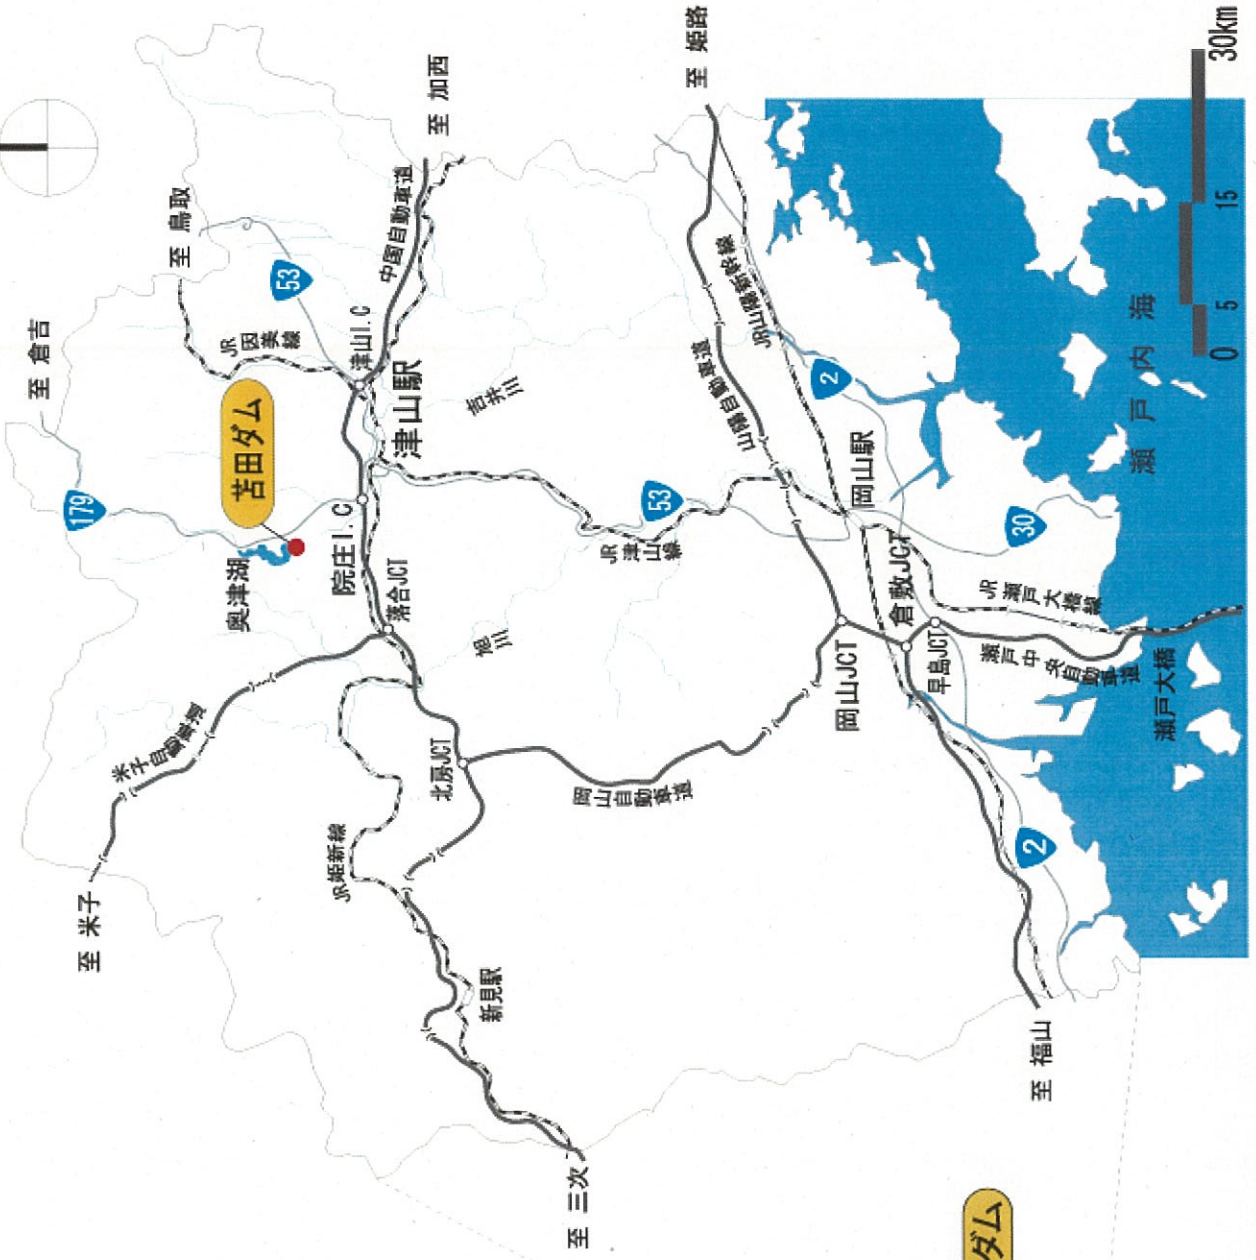 至 倉吉
至 鳥取
至 加西
至 姫路
至 米子
至 三次
至 福山
179
53
苫田ダム
奥津湖
JR
因美線
津山I.C
中国自動車道
院庄I.C
津山駅
落合JCT
米子自動車道
吉井川
旭川
北房JCT
JR姫新線
新見駅
岡山自動車道
JR
津山線
53
山陽自動車道
JR山陽新幹線
2
岡山駅
岡山JCT
倉敷JCT
早島JCT
30
JR
瀬戸大橋線
瀬戸中央自動車道
瀬戸大橋
2
瀬戸内海
0
5
15
30km
ダム